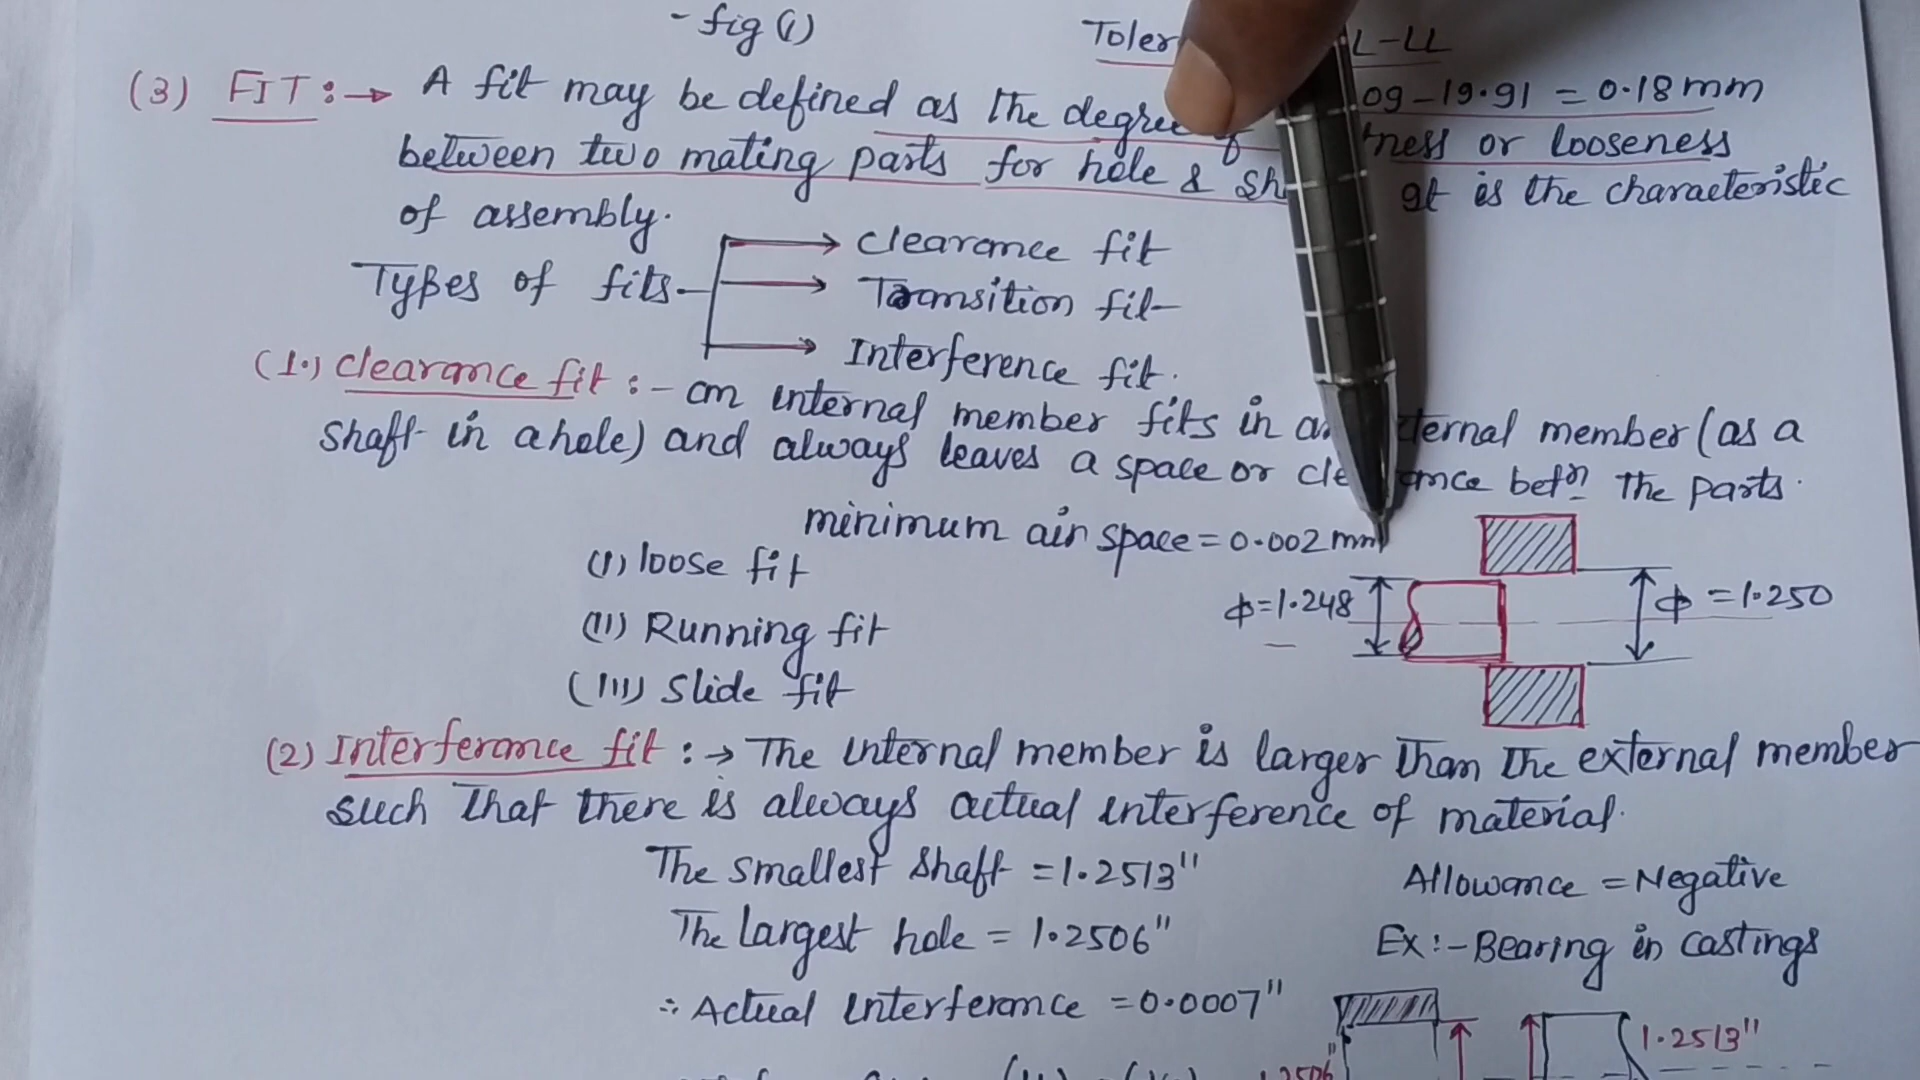 - fig (1)
Toler L-LL
(3) FIT :→ A fit may be defined as the degree of ness or looseness
09-19.91 = 0.18mm
between two mating parts for hole & sh It is the characteristic
of assembly.
Types of fits
clearance fit
Transition fit
Interference fit.
(1.) Clearance fit :- an internal member fits in an ternal member (as a
shaft in a hole) and always leaves a space or cle ance betn the parts.
minimum air space = 0.002 mm
(I) loose fit
(II) Running fit
(III) slide fit
ϕ=1.248
ϕ = 1.250
(2) Interference fit :→ The internal member is larger than the external member
such that there is always actual interference of material.
The smallest shaft = 1.2513"
The largest hole = 1.2506"
∴ Actual interference = 0.0007"
Allowance = Negative
Ex :- Bearing in castings
1.2506"
1.2513"